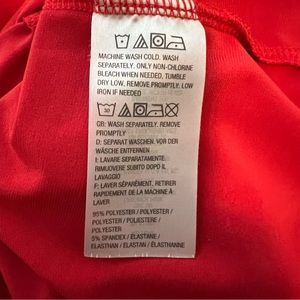 MACHINE WASH COLD. WASH
SEPARATELY. ONLY NON-CHLORINE
BLEACH WHEN NEEDED, TUMBLE
DRY LOW, REMOVE PROMPTLY. LOW
IRON IF NEEDED
30
GB: WASH SEPARATELY. REMOVE
PROMPTLY
D: SEPARAT WASCHEN. VOR DER
WÄSCHE ENTFERNEN
I: LAVARE SEPARATAMENTE.
RIMUOVERE SUBITO DOPO IL
LAVAGGIO
F: LAVER SÉPARÉMENT. RETIRER
RAPIDEMENT DE LA MACHINE À
LAVER
95% POLYESTER / POLYESTER /
POLYESTER / POLIESTERE /
POLYESTER
5% SPANDEX / ELASTANE /
ELASTHAN / ELASTAN / ÉLASTHANNE